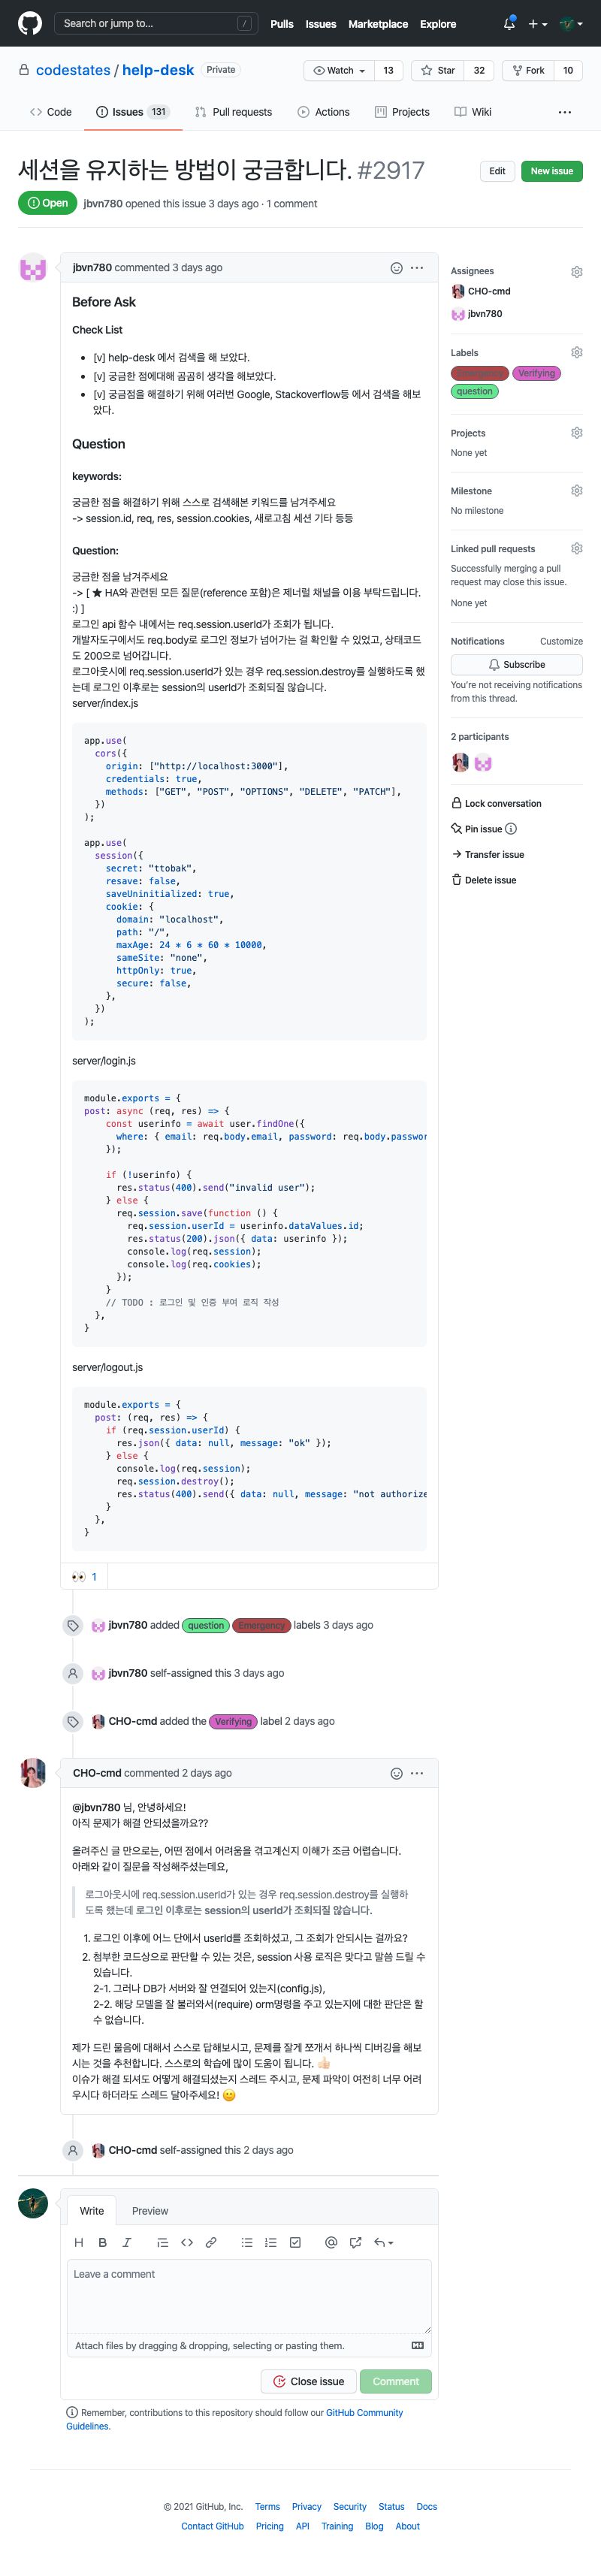 Search or jump to...
/
Pulls Issues Marketplace Explore
codestates / help-desk Private
Watch 13
Star 32
Fork 10
Code
Issues 131
Pull requests
Actions
Projects
Wiki
세션을 유지하는 방법이 궁금합니다. #2917
Edit
New issue
Open
jbvn780 opened this issue 3 days ago · 1 comment
jbvn780 commented 3 days ago
Before Ask
Check List
[v] help-desk 에서 검색을 해 보았다.
[v] 궁금한 점에대해 곰곰히 생각을 해보았다.
[v] 궁금점을 해결하기 위해 여러번 Google, Stackoverflow등 에서 검색을 해보
았다.
Question
keywords:
궁금한 점을 해결하기 위해 스스로 검색해본 키워드를 남겨주세요
-> session.id, req, res, session.cookies, 새로고침 세션 기타 등등
Question:
궁금한 점을 남겨주세요
-> [ ★ HA와 관련된 모든 질문(reference 포함)은 제너럴 채널을 이용 부탁드립니다.
:) ]
로그인 api 함수 내에서는 req.session.userId가 조회가 됩니다.
개발자도구에서도 req.body로 로그인 정보가 넘어가는 걸 확인할 수 있었고, 상태코드
도 200으로 넘어갑니다.
로그아웃시에 req.session.userId가 있는 경우 req.session.destroy를 실행하도록 했
는데 로그인 이후로는 session의 userId가 조회되질 않습니다.
server/index.js
app.use(
cors({
origin: ["http://localhost:3000"],
credentials: true,
methods: ["GET", "POST", "OPTIONS", "DELETE", "PATCH"],
})
);
app.use(
session({
secret: "ttobak",
resave: false,
saveUninitialized: true,
cookie: {
domain: "localhost",
path: "/",
maxAge: 24 * 6 * 60 * 10000,
sameSite: "none",
httpOnly: true,
secure: false,
},
})
);
server/login.js
module.exports = {
post: async (req, res) => {
const userinfo = await user.findOne({
where: { email: req.body.email, password: req.body.passwor
});
if (!userinfo) {
res.status(400).send("invalid user");
} else {
req.session.save(function () {
req.session.userId = userinfo.dataValues.id;
res.status(200).json({ data: userinfo });
console.log(req.session);
console.log(req.cookies);
});
}
// TODO : 로그인 및 인증 부여 로직 작성
},
}
server/logout.js
module.exports = {
post: (req, res) => {
if (req.session.userId) {
res.json({ data: null, message: "ok" });
} else {
console.log(req.session);
req.session.destroy();
res.status(400).send({ data: null, message: "not authorize
}
},
}
👀 1
jbvn780 added question Emergency labels 3 days ago
jbvn780 self-assigned this 3 days ago
CHO-cmd added the Verifying label 2 days ago
CHO-cmd commented 2 days ago
@jbvn780 님, 안녕하세요!
아직 문제가 해결 안되셨을까요??
올려주신 글 만으로는, 어떤 점에서 어려움을 겪고계신지 이해가 조금 어렵습니다.
아래와 같이 질문을 작성해주셨는데요,
로그아웃시에 req.session.userId가 있는 경우 req.session.destroy를 실행하
도록 했는데 로그인 이후로는 session의 userId가 조회되질 않습니다.
1. 로그인 이후에 어느 단에서 userId를 조회하셨고, 그 조회가 안되시는 걸까요?
2. 첨부한 코드상으로 판단할 수 있는 것은, session 사용 로직은 맞다고 말씀 드릴 수
있습니다.
2-1. 그러나 DB가 서버와 잘 연결되어 있는지(config.js),
2-2. 해당 모델을 잘 불러와서(require) orm명령을 주고 있는지에 대한 판단은 할
수 없습니다.
제가 드린 물음에 대해서 스스로 답해보시고, 문제를 잘게 쪼개서 하나씩 디버깅을 해보
시는 것을 추천합니다. 스스로의 학습에 많이 도움이 됩니다. 👍🏻
이슈가 해결 되셔도 어떻게 해결되셨는지 스레드 주시고, 문제 파악이 여전히 너무 어려
우시다 하더라도 스레드 달아주세요! 🙂
CHO-cmd self-assigned this 2 days ago
Write Preview
Leave a comment
Attach files by dragging & dropping, selecting or pasting them.
Close issue
Comment
Remember, contributions to this repository should follow our GitHub Community
Guidelines.
Assignees
CHO-cmd
jbvn780
Labels
Emergency Verifying
question
Projects
None yet
Milestone
No milestone
Linked pull requests
Successfully merging a pull
request may close this issue.
None yet
Notifications Customize
Subscribe
You're not receiving notifications
from this thread.
2 participants
Lock conversation
Pin issue
Transfer issue
Delete issue
© 2021 GitHub, Inc. Terms Privacy Security Status Docs
Contact GitHub Pricing API Training Blog About